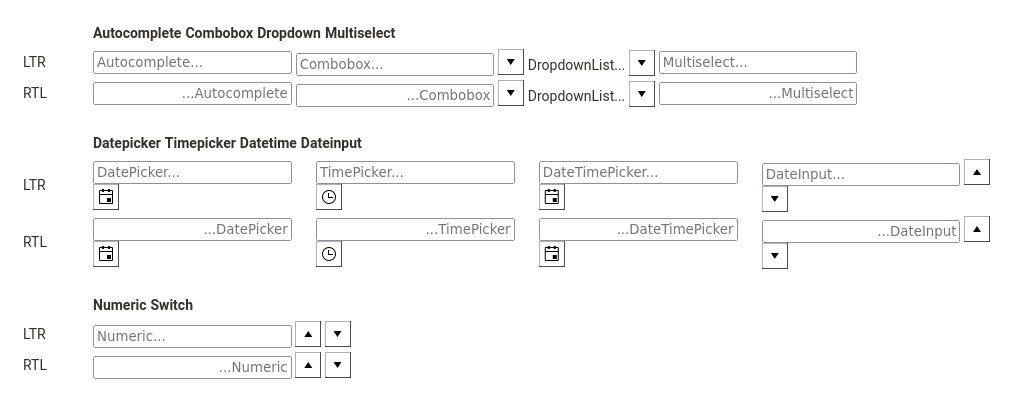 Autocomplete Combobox Dropdown Multiselect
LTR Autocomplete... Combobox... DropdownList... Multiselect...
RTL ...Autocomplete ...Combobox DropdownList... ...Multiselect
Datepicker Timepicker Datetime Dateinput
LTR DatePicker... TimePicker... DateTimePicker... DateInput...
RTL ...DatePicker ...TimePicker ...DateTimePicker ...DateInput
Numeric Switch
LTR Numeric...
RTL ...Numeric